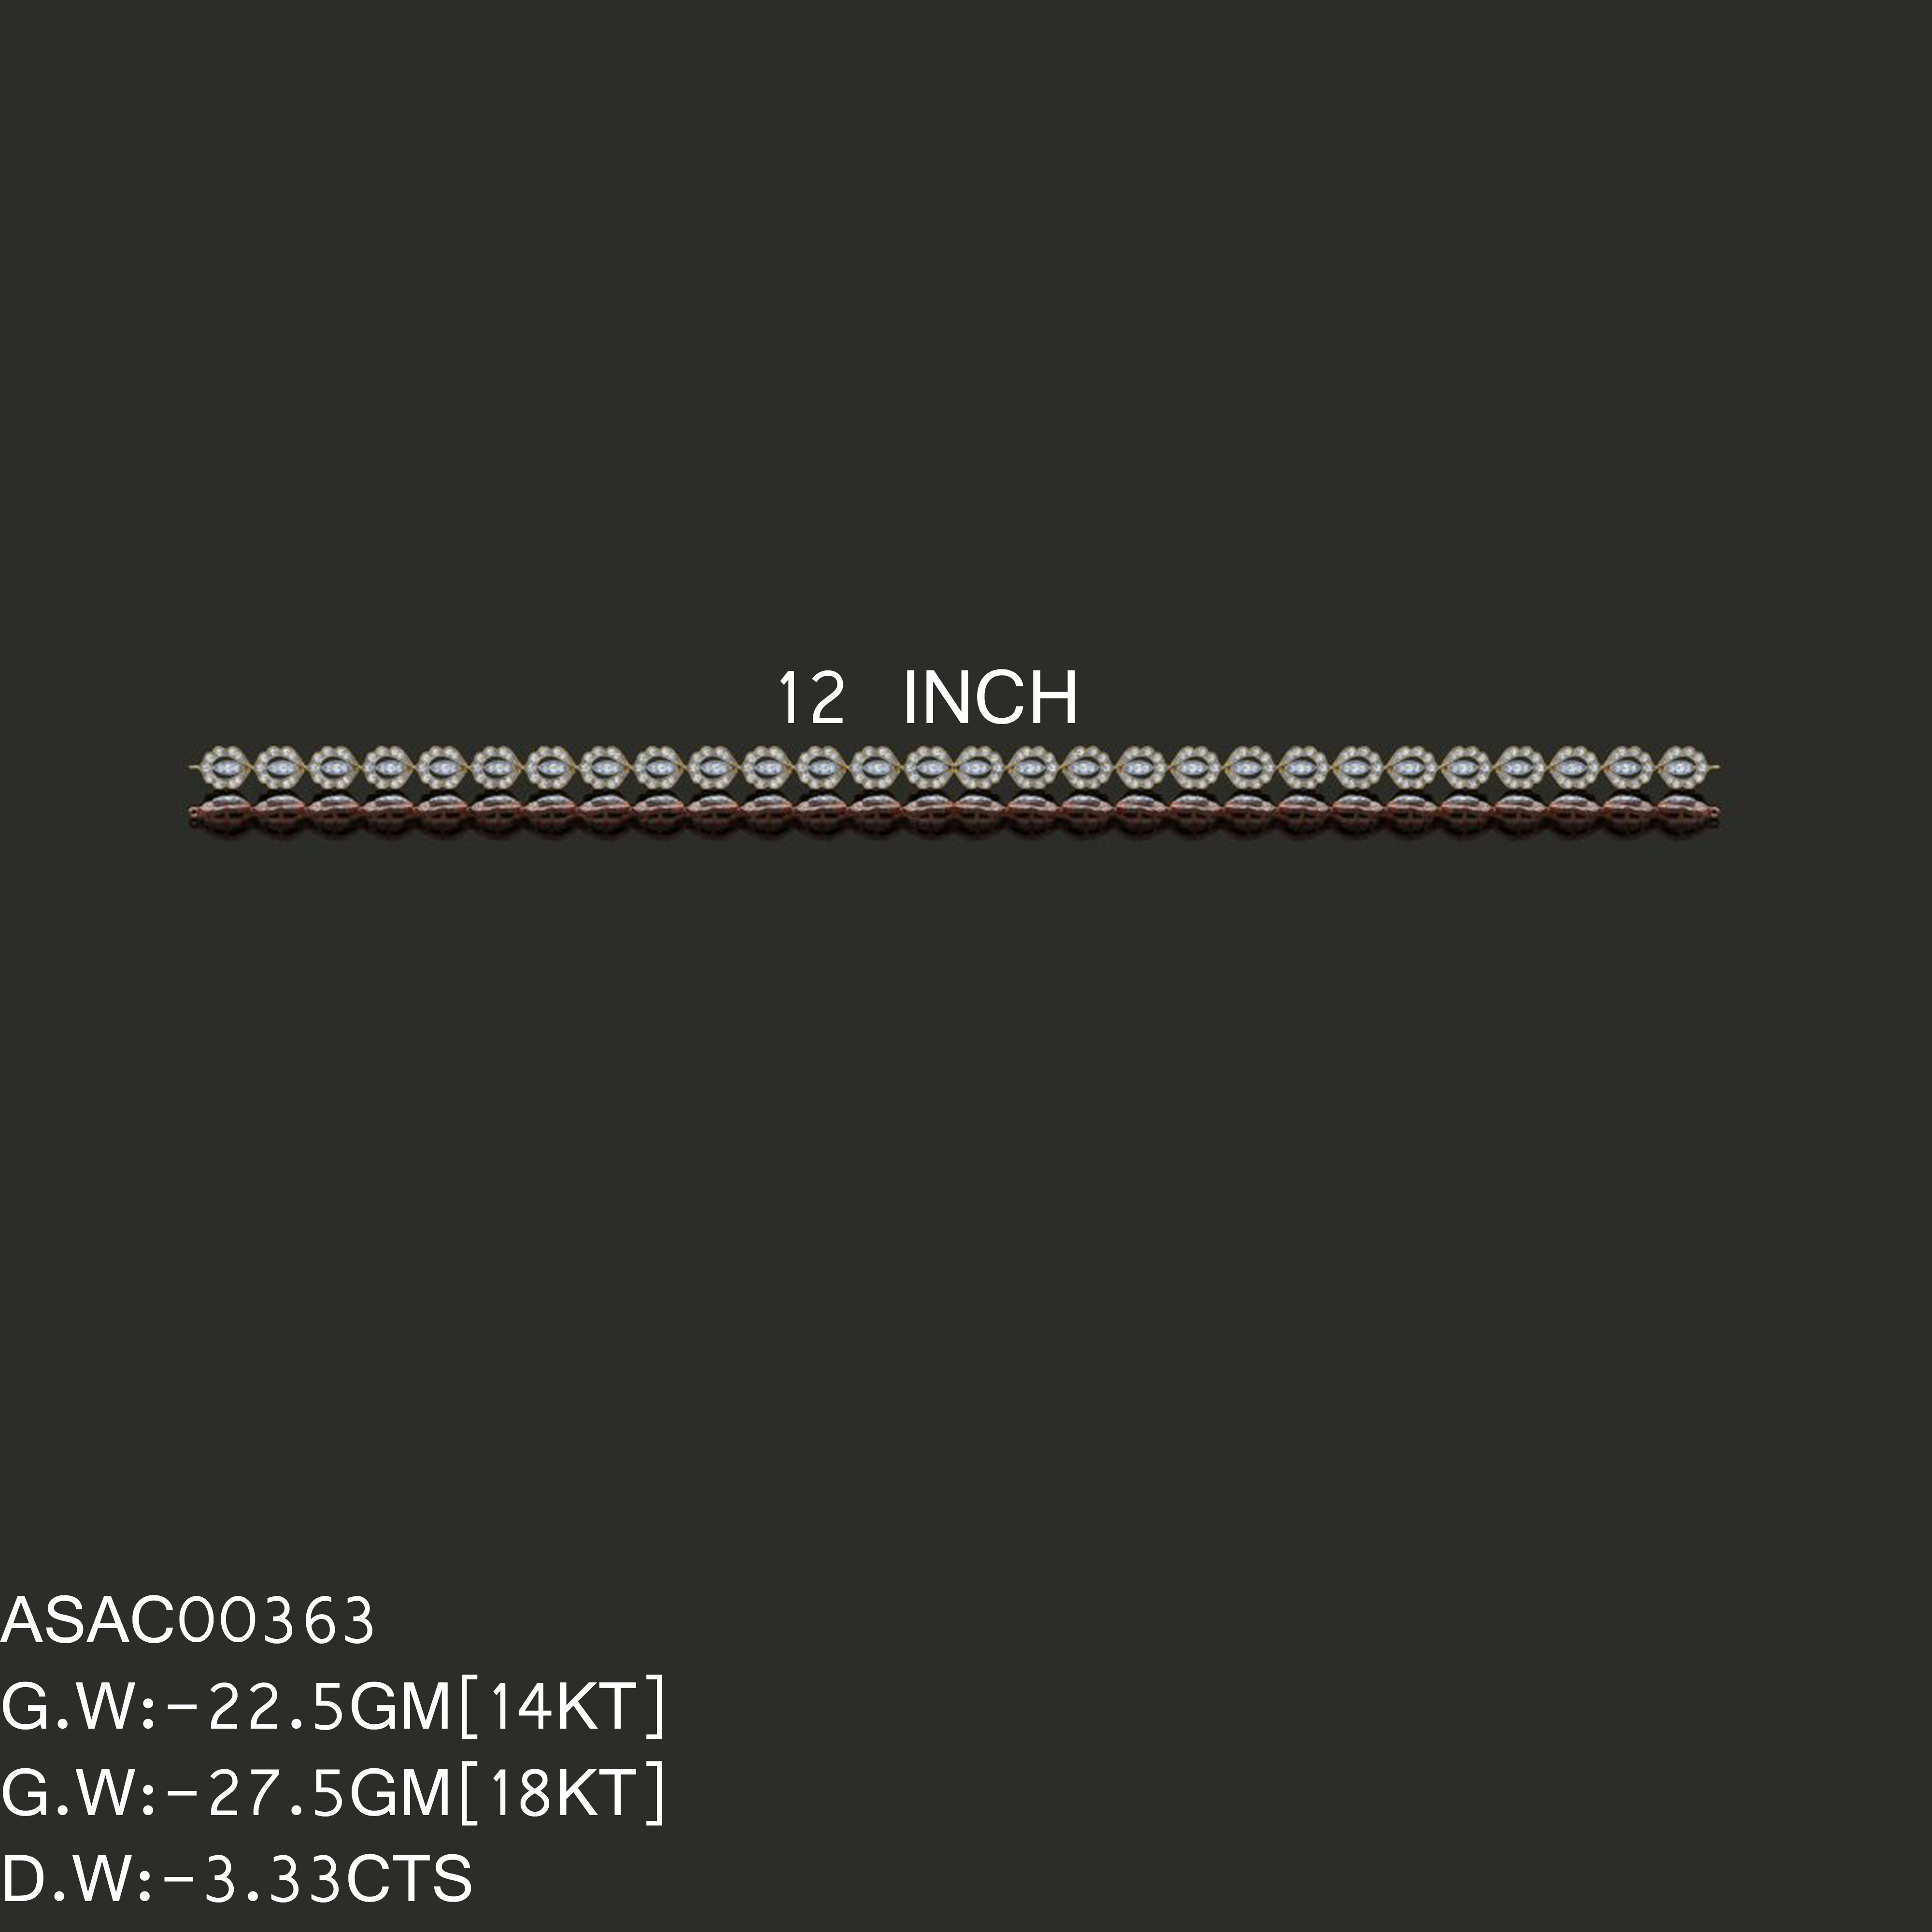 12 INCH
ASAC00363
G.W:-22.5GM[14KT]
G.W:-27.5GM[18KT]
D.W:-3.33CTS